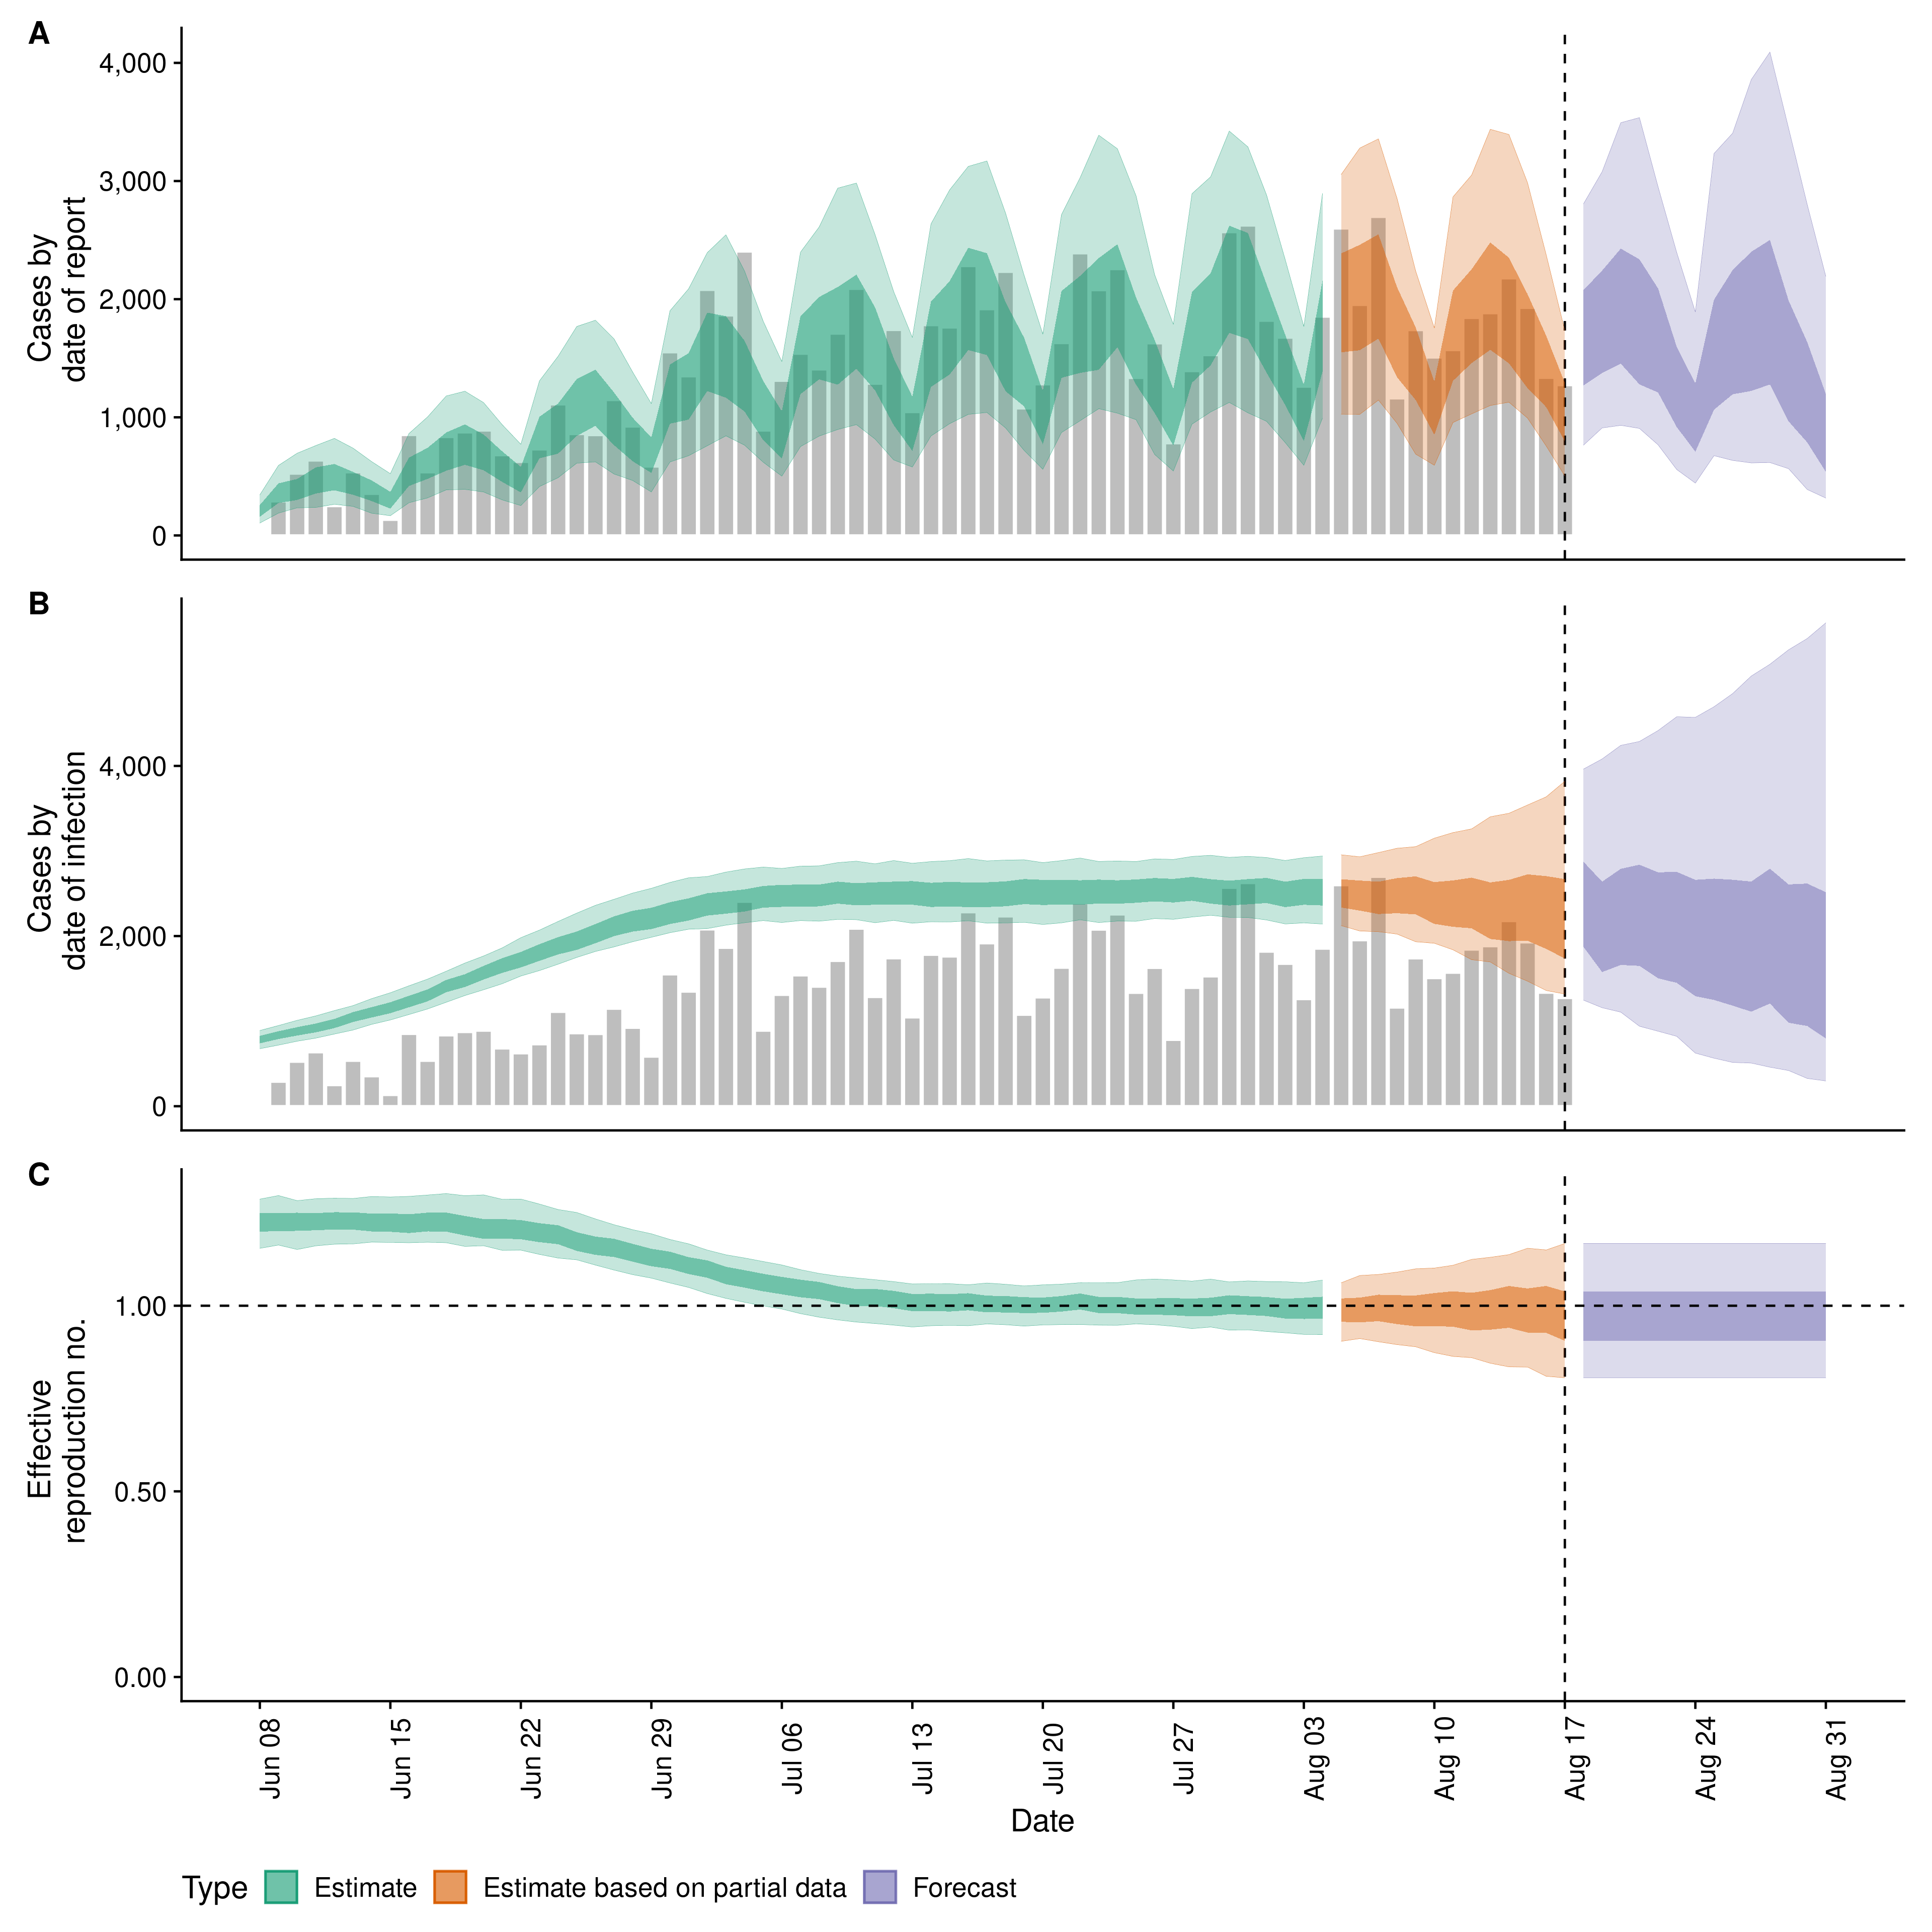 A
Cases by
date of report
4,000
3,000
2,000
1,000
0
B
Cases by
date of infection
4,000
2,000
0
C
Effective
reproduction no.
1.00
0.50
0.00
Jun 08
Jun 15
Jun 22
Jun 29
Jul 06
Jul 13
Jul 20
Jul 27
Aug 03
Aug 10
Aug 17
Aug 24
Aug 31
Date
Type Estimate Estimate based on partial data Forecast